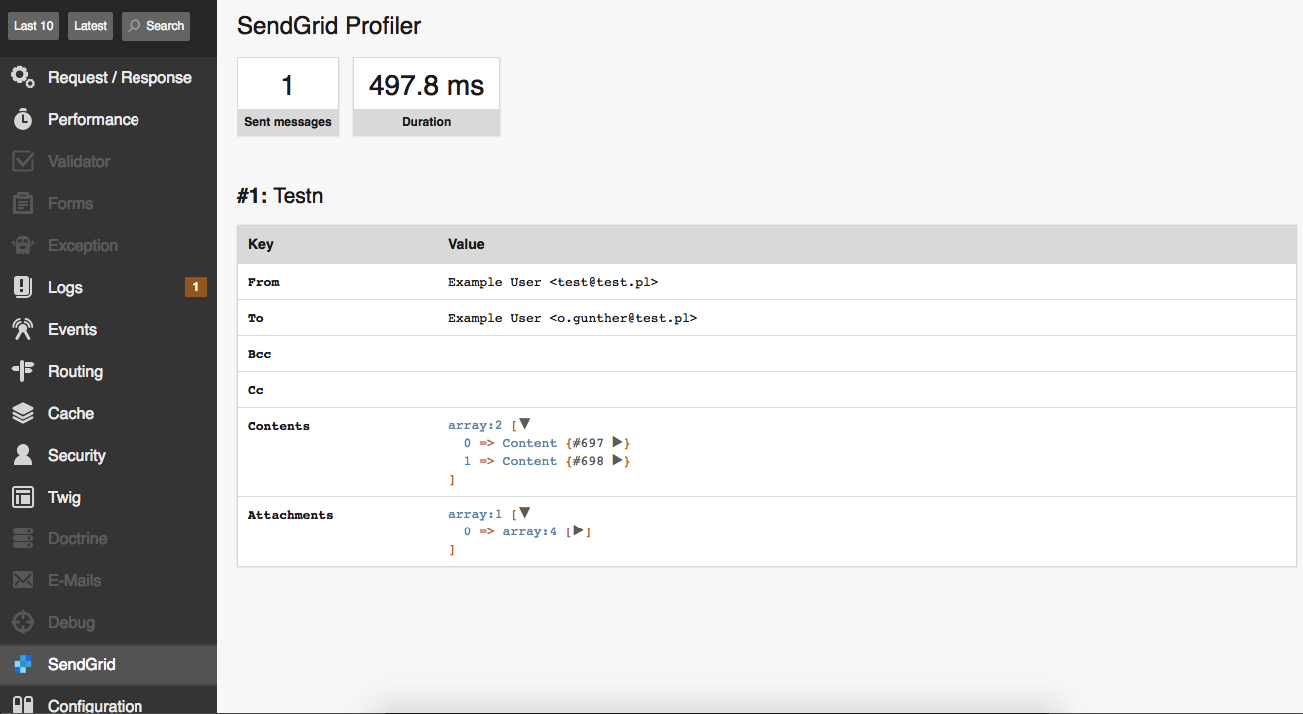 Last 10 Latest Search
Request / Response
Performance
Validator
Forms
Exception
Logs 1
Events
Routing
Cache
Security
Twig
Doctrine
E-Mails
Debug
SendGrid
Configuration
SendGrid Profiler
1
Sent messages
497.8 ms
Duration
#1: Testn
Key Value
From Example User <test@test.pl>
To Example User <o.gunther@test.pl>
Bcc
Cc
Contents array:2 [▼
0 => Content {#697 ▶}
1 => Content {#698 ▶}
]
Attachments array:1 [▼
0 => array:4 [▶]
]